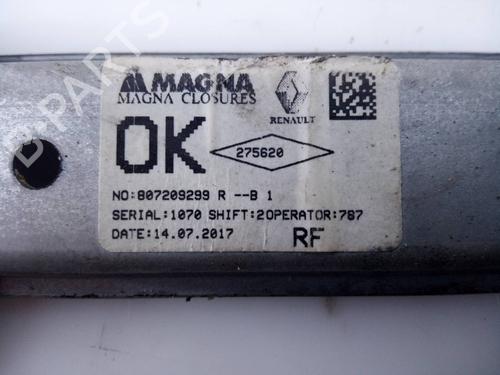 MAGNA
MAGNA CLOSURES
RENAULT
OK
275620
NO:807209299 R --B 1
SERIAL:1070 SHIFT:2OPERATOR:787
DATE:14.07.2017
RF
B-PARTS